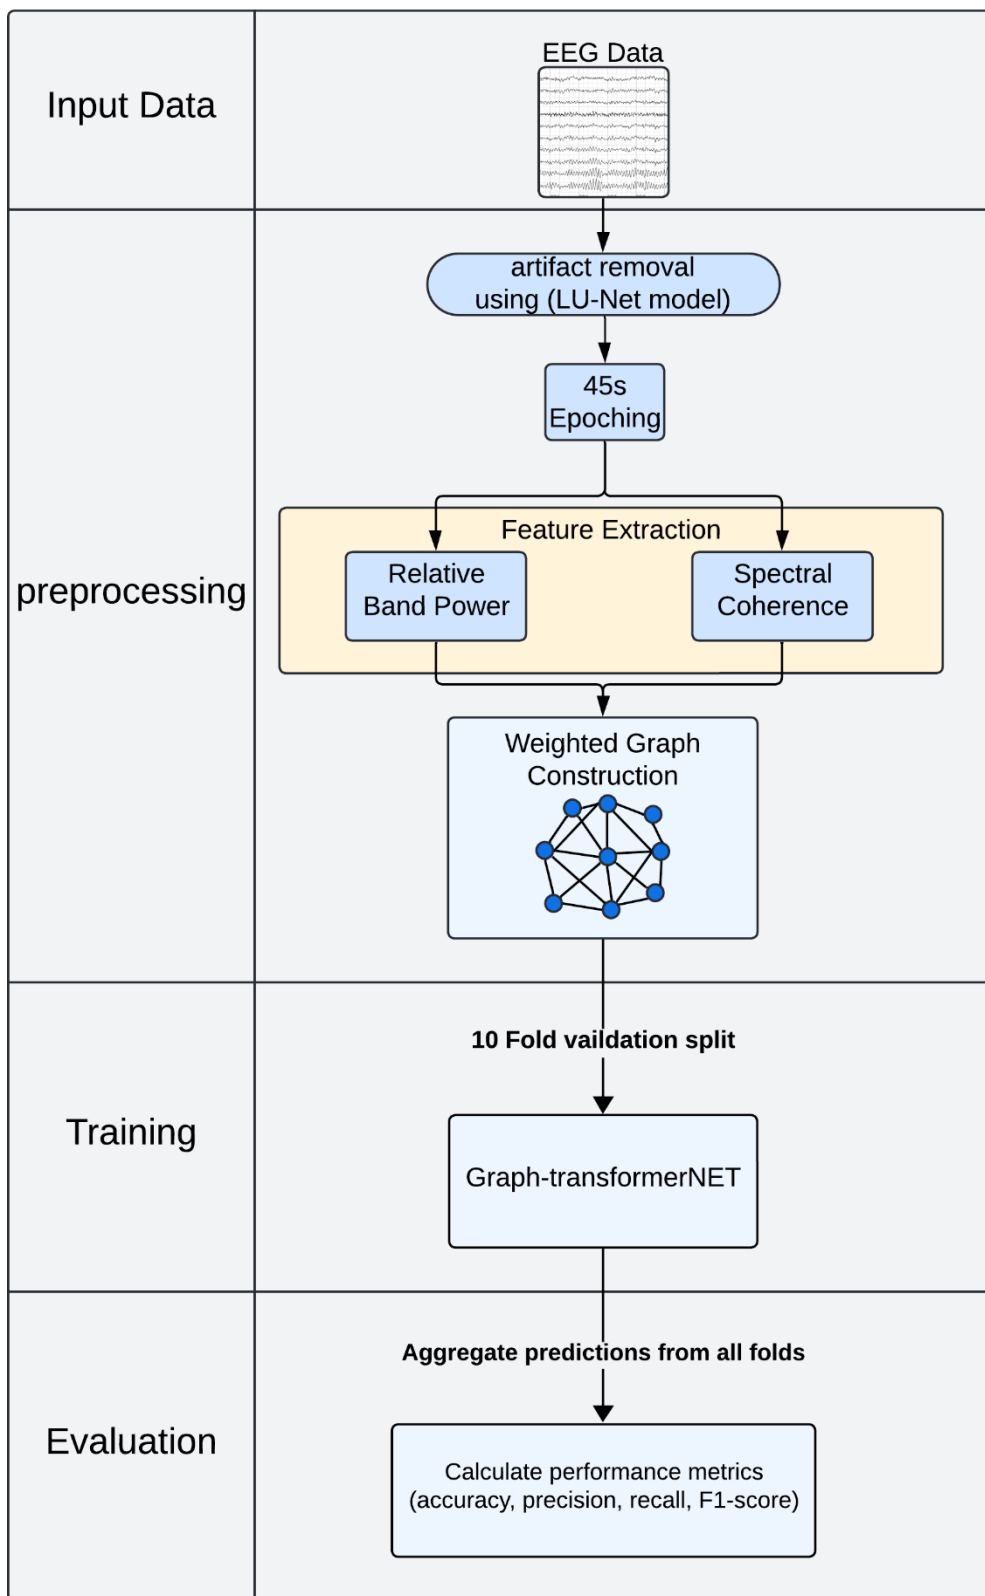 Input Data
EEG Data
preprocessing
artifact removal
using (LU-Net model)
45s
Epoching
Feature Extraction
Relative
Band Power
Spectral
Coherence
Weighted Graph
Construction
Training
10 Fold vaildation split
Graph-transformerNET
Evaluation
Aggregate predictions from all folds
Calculate performance metrics
(accuracy, precision, recall, F1-score)